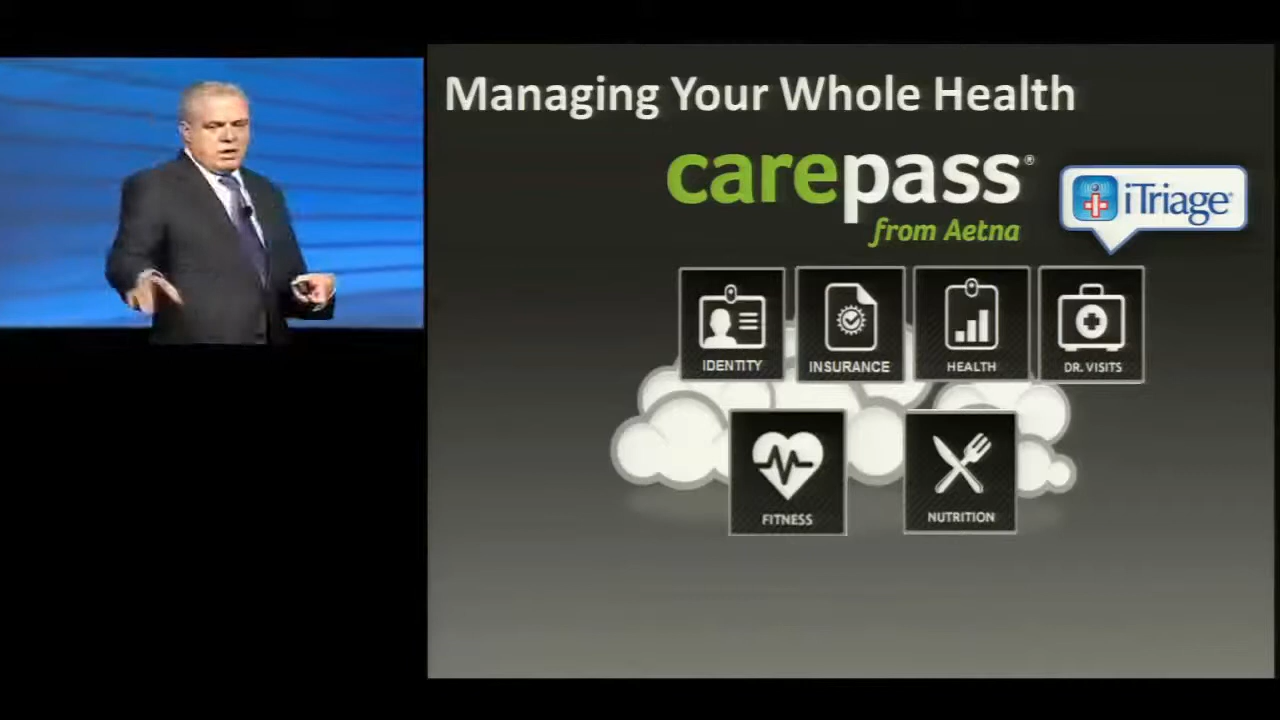 Managing Your Whole Health
carepass®
from Aetna
iTriage®
IDENTITY
INSURANCE
HEALTH
DR. VISITS
FITNESS
NUTRITION